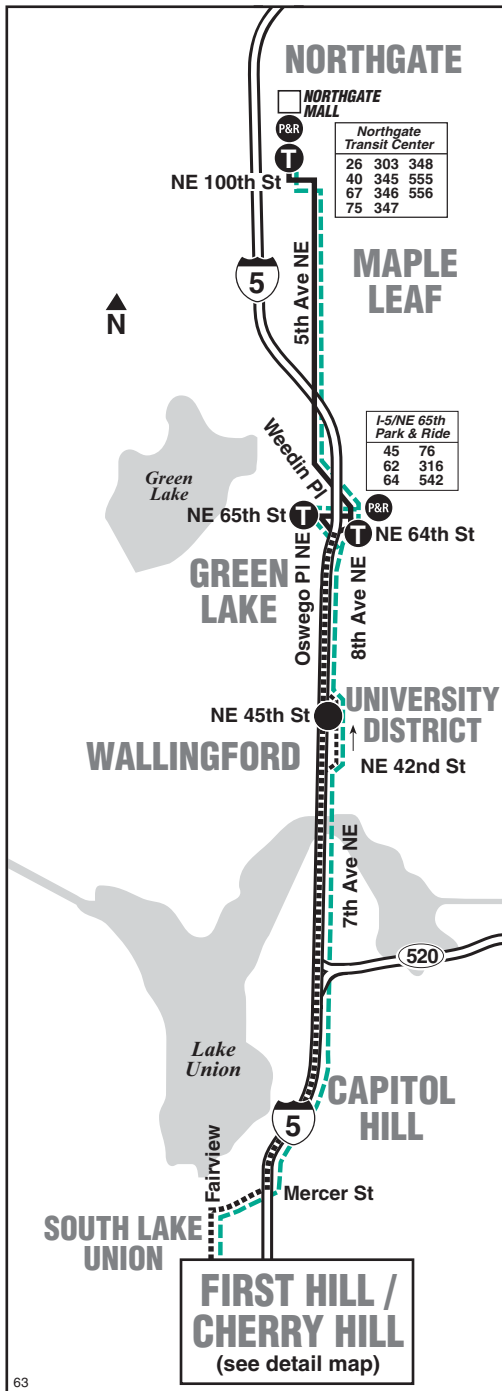 NORTHGATE
NORTHGATE
MALL
P&R
T
Northgate
Transit Center
26 303 348
40 345 555
67 346 556
75 347
NE 100th St
5th Ave NE
MAPLE
LEAF
5
N
Weedin Pl
I-5/NE 65th
Park & Ride
45 76
62 316
64 542
Green
Lake
P&R
NE 65th St
T
T
NE 64th St
GREEN
LAKE
Oswego Pl NE
8th Ave NE
NE 45th St
UNIVERSITY
DISTRICT
WALLINGFORD
NE 42nd St
7th Ave NE
520
Lake
Union
CAPITOL
HILL
5
Fairview
Mercer St
SOUTH LAKE
UNION
FIRST HILL /
CHERRY HILL
(see detail map)
63